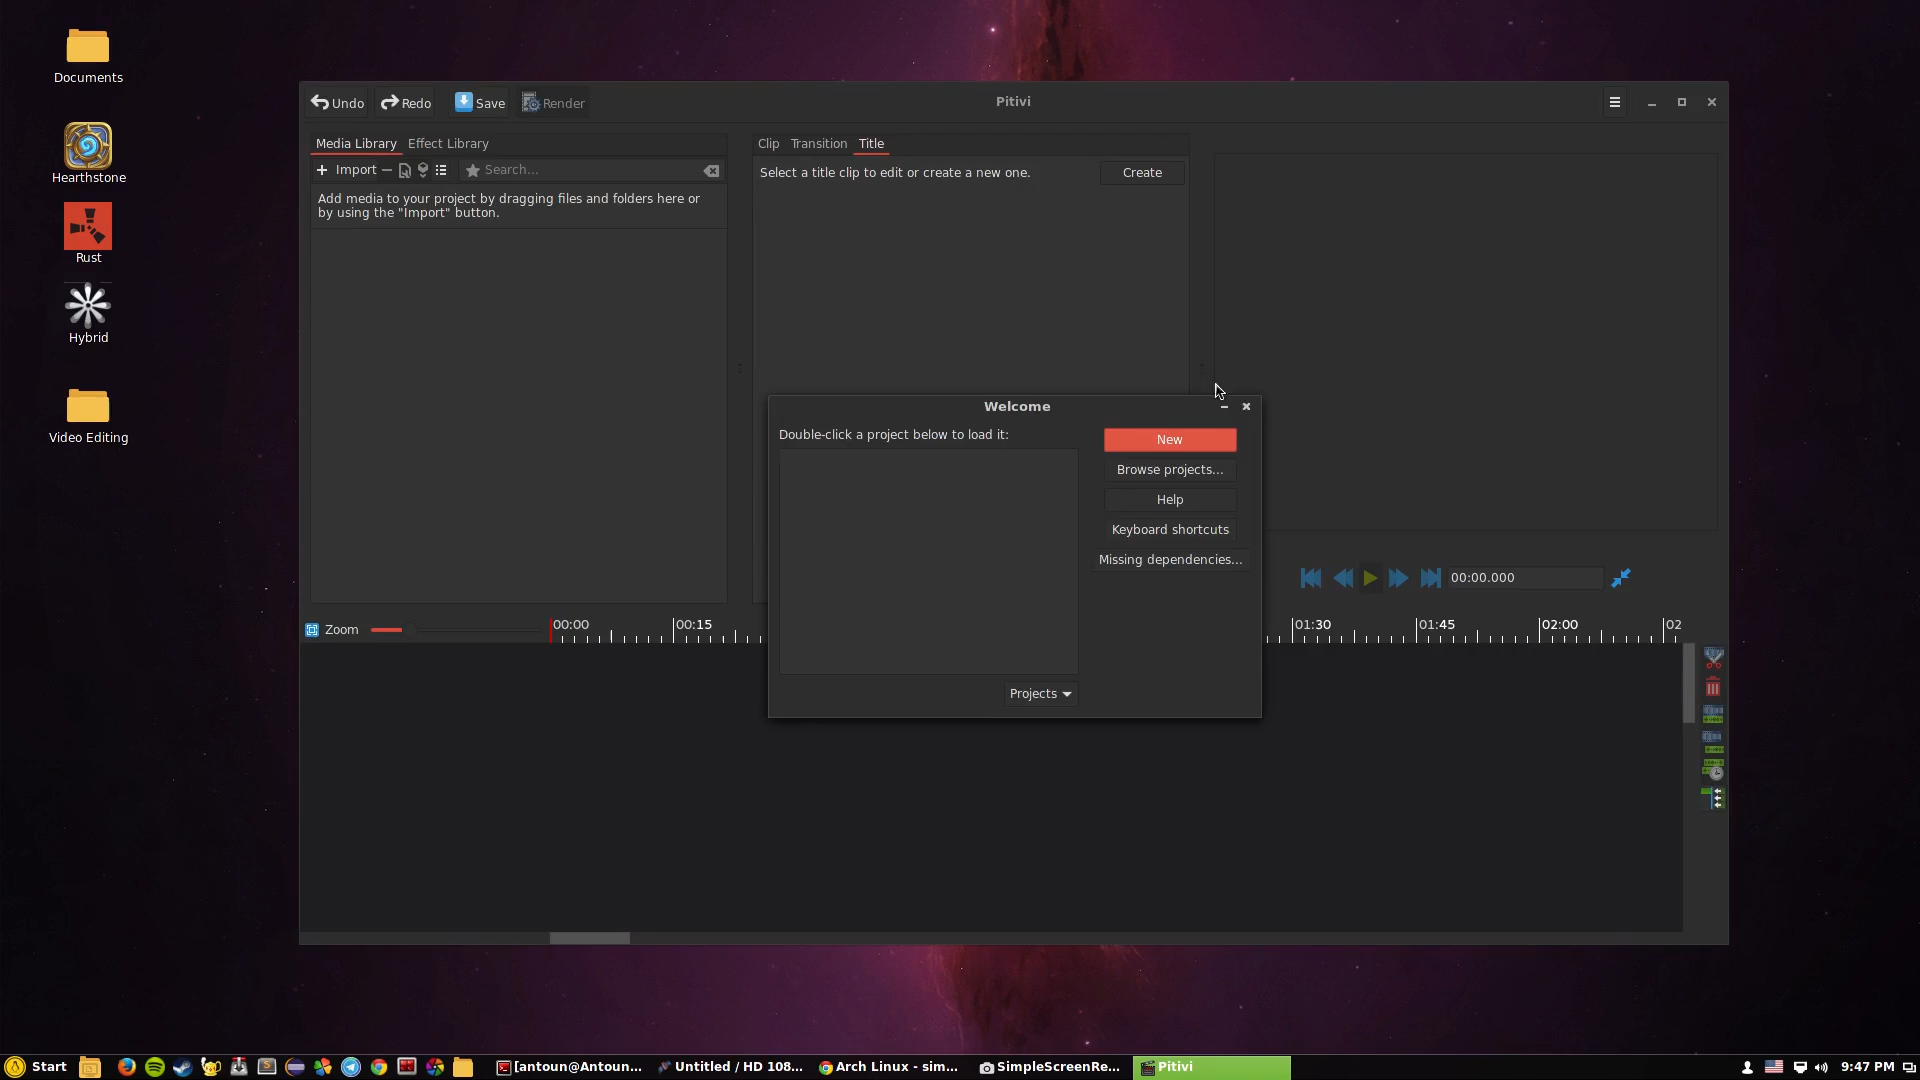 Documents
Hearthstone
Rust
Hybrid
Video Editing
Undo
Redo
Save
Render
Pitivi
Media Library
Effect Library
Import
Search...
Add media to your project by dragging files and folders here or
by using the "Import" button.
Clip
Transition
Title
Select a title clip to edit or create a new one.
Create
Welcome
Double-click a project below to load it:
New
Browse projects...
Help
Keyboard shortcuts
Missing dependencies...
Projects
00:00.000
Zoom
00:00
00:15
01:30
01:45
02:00
02
Start
[antoun@Antoun...
Untitled / HD 108...
Arch Linux - sim...
SimpleScreenRe...
Pitivi
9:47 PM